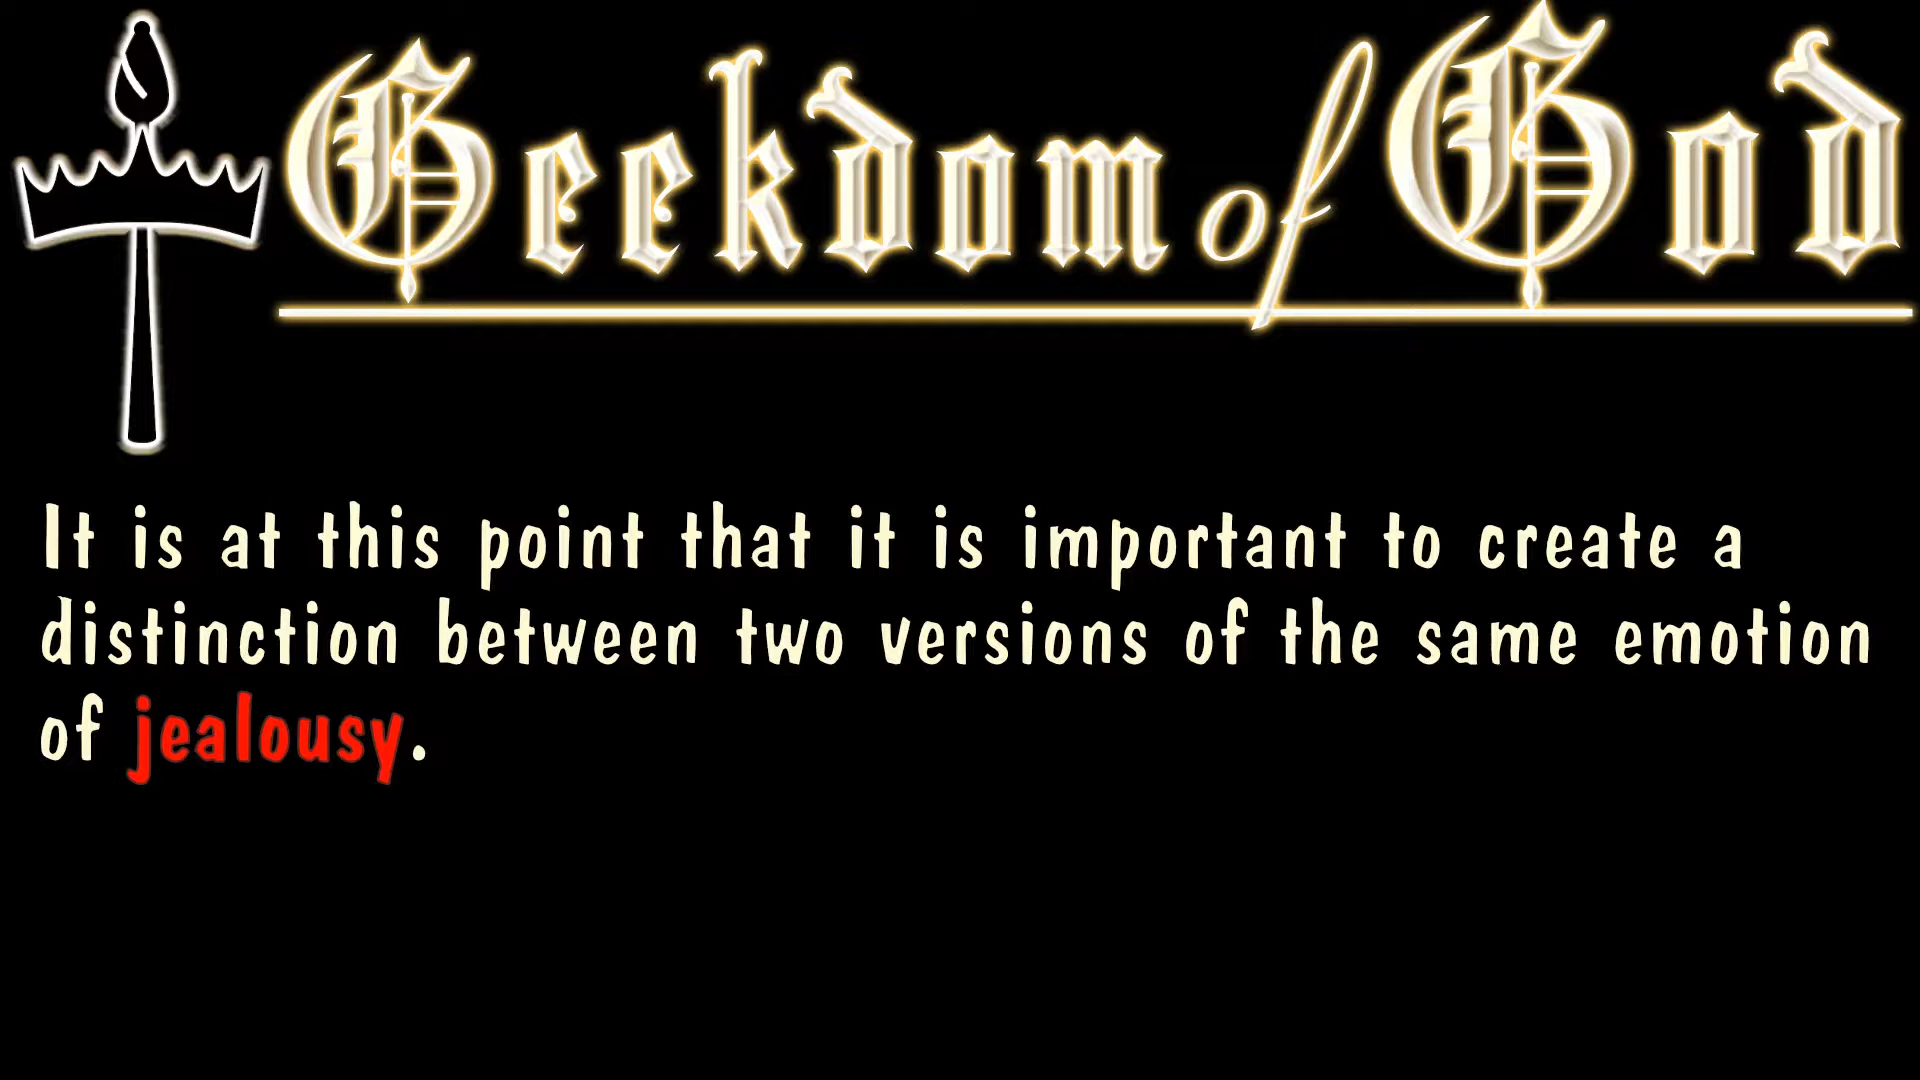 Geekdom of God
It is at this point that it is important to create a
distinction between two versions of the same emotion
of jealousy.